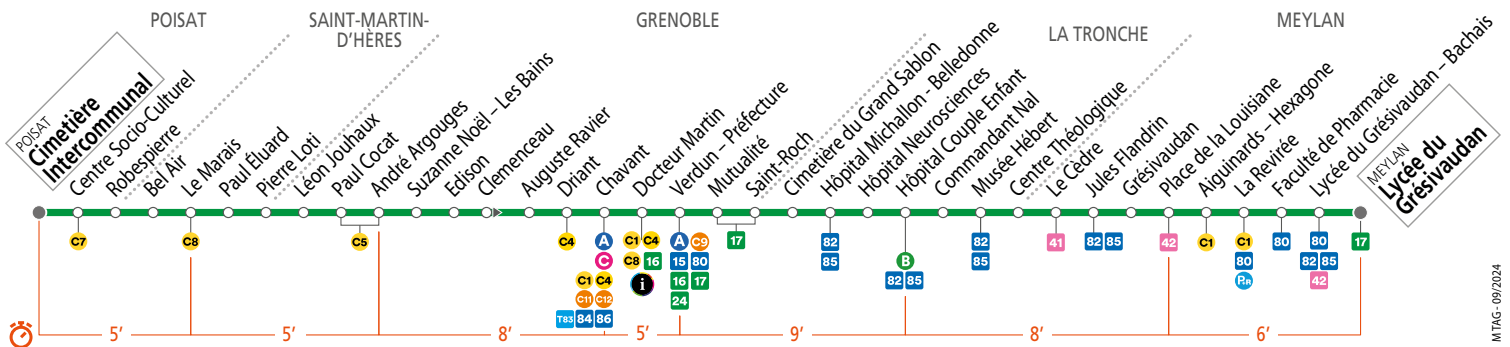 POISAT
SAINT-MARTIN-
D'HÈRES
GRENOBLE
LA TRONCHE
MEYLAN
POISAT
Cimetière
Intercommunal
Centre Socio-Culturel
Robespierre
Bel Air
Le Marais
Paul Éluard
Pierre Loti
Léon Jouhaux
Paul Cocat
André Argouges
Suzanne Noël – Les Bains
Edison
Clemenceau
Auguste Ravier
Driant
Chavant
Docteur Martin
Verdun – Préfecture
Mutualité
Saint-Roch
Cimetière du Grand Sablon
Hôpital Michallon - Belledonne
Hôpital Neurosciences
Hôpital Couple Enfant
Commandant Nal
Musée Hébert
Centre Théologique
Le Cèdre
Jules Flandrin
Grésivaudan
Place de la Louisiane
Aiguinards – Hexagone
La Revirée
Faculté de Pharmacie
Lycée du Grésivaudan – Bachais
MEYLAN
Lycée du
Grésivaudan
C7
C8
C5
C4
A
C
C1 C4
C11 C12
T83 84 86
C1 C4
C8 16
i
A C9
15 80
16 17
24
17
82
85
B
82 85
82
85
41
82 85
42
C1
C1
80
P+R
80
80
82 85
42
17
5'
5'
8'
5'
9'
8'
6'
M TAG - 09/2024